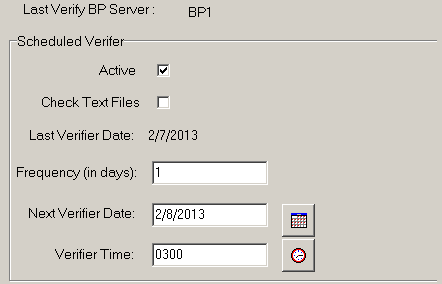 Last Verify BP Server : BP1
Scheduled Verifer
Active
Check Text Files
Last Verifier Date: 2/7/2013
Frequency (in days): 1
Next Verifier Date: 2/8/2013
Verifier Time: 0300